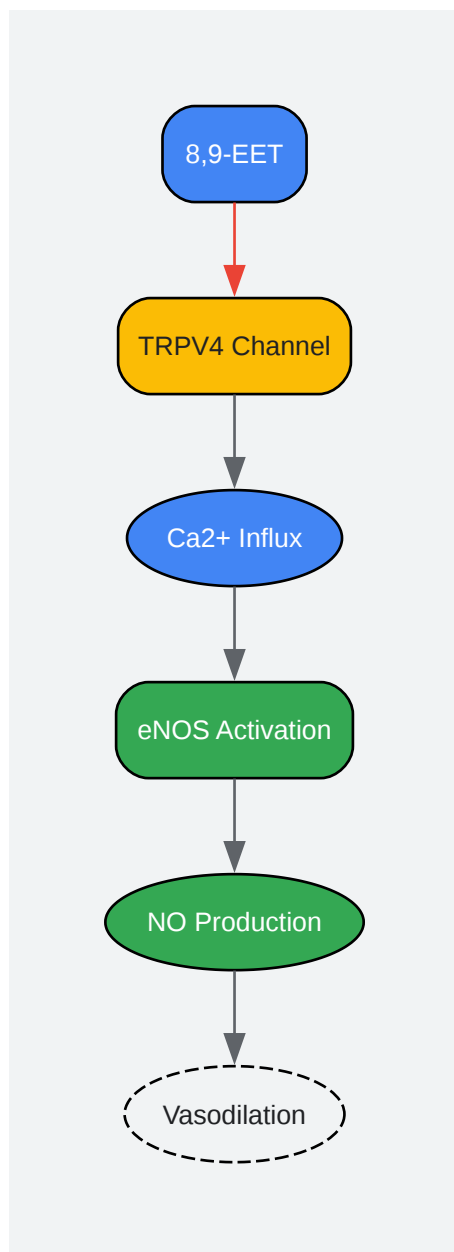 8,9-EET
TRPV4 Channel
Ca2+ Influx
eNOS Activation
NO Production
Vasodilation